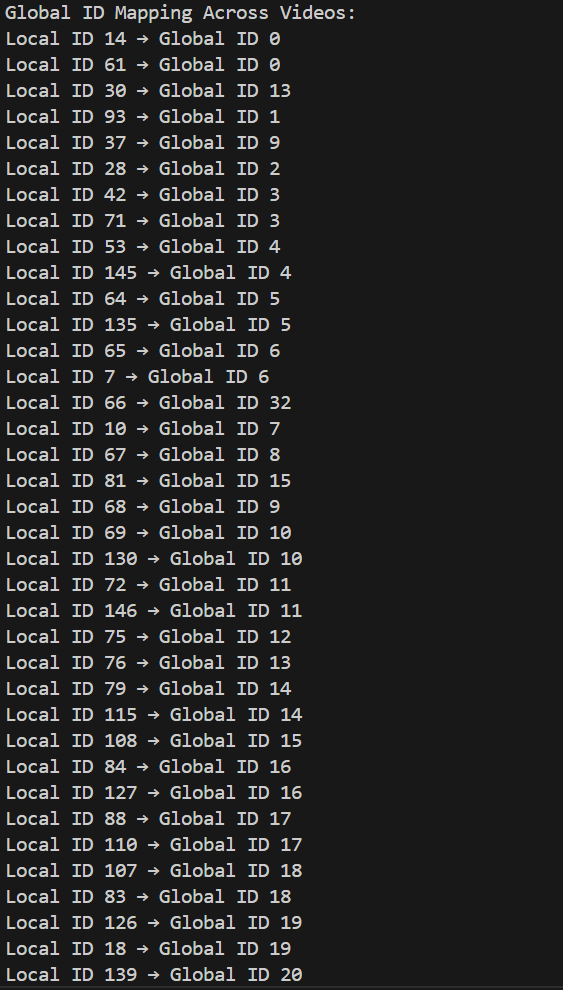 Global ID Mapping Across Videos:
Local ID 14 → Global ID 0
Local ID 61 → Global ID 0
Local ID 30 → Global ID 13
Local ID 93 → Global ID 1
Local ID 37 → Global ID 9
Local ID 28 → Global ID 2
Local ID 42 → Global ID 3
Local ID 71 → Global ID 3
Local ID 53 → Global ID 4
Local ID 145 → Global ID 4
Local ID 64 → Global ID 5
Local ID 135 → Global ID 5
Local ID 65 → Global ID 6
Local ID 7 → Global ID 6
Local ID 66 → Global ID 32
Local ID 10 → Global ID 7
Local ID 67 → Global ID 8
Local ID 81 → Global ID 15
Local ID 68 → Global ID 9
Local ID 69 → Global ID 10
Local ID 130 → Global ID 10
Local ID 72 → Global ID 11
Local ID 146 → Global ID 11
Local ID 75 → Global ID 12
Local ID 76 → Global ID 13
Local ID 79 → Global ID 14
Local ID 115 → Global ID 14
Local ID 108 → Global ID 15
Local ID 84 → Global ID 16
Local ID 127 → Global ID 16
Local ID 88 → Global ID 17
Local ID 110 → Global ID 17
Local ID 107 → Global ID 18
Local ID 83 → Global ID 18
Local ID 126 → Global ID 19
Local ID 18 → Global ID 19
Local ID 139 → Global ID 20